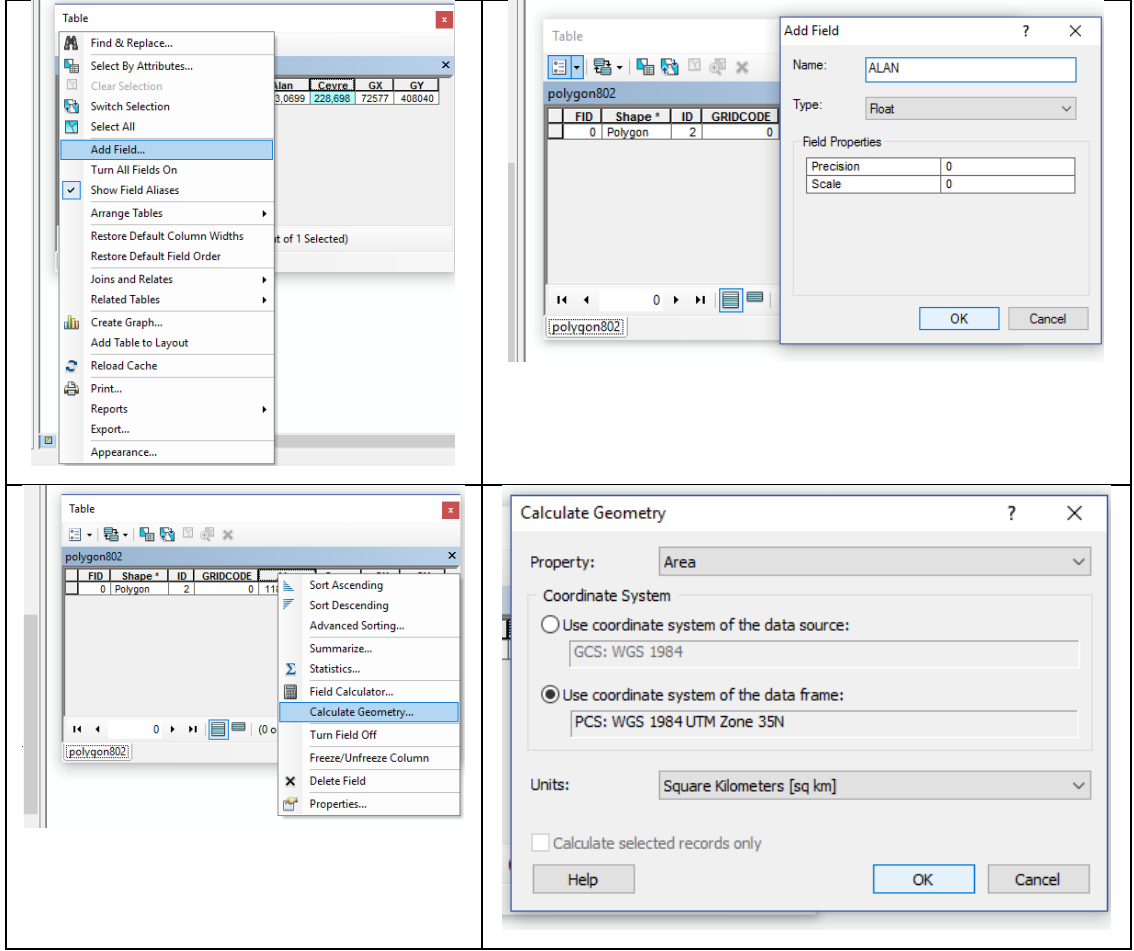 Table
x
Find & Replace...
Select By Attributes...
Clear Selection
Switch Selection
Select All
Add Field...
Turn All Fields On
Show Field Aliases
Arrange Tables
Restore Default Column Widths
Restore Default Field Order
Joins and Relates
Related Tables
Create Graph...
Add Table to Layout
Reload Cache
Print...
Reports
Export...
Appearance...
Alan Çevre GX GY
3,0699 228,698 72577 408040
of 1 Selected)
Table
polygon802
FID Shape * ID GRIDCODE
0 Polygon 2 0
0
polygon802
Add Field
? X
Name: ALAN
Type: Float
Field Properties
Precision 0
Scale 0
OK Cancel
Table
x
polygon802
FID Shape * ID GRIDCODE
0 Polygon 2 0 11
0 (0 o
polygon802
Sort Ascending
Sort Descending
Advanced Sorting...
Summarize...
Σ Statistics...
Field Calculator...
Calculate Geometry...
Turn Field Off
Freeze/Unfreeze Column
Delete Field
Properties...
Calculate Geometry
? X
Property: Area
Coordinate System
Use coordinate system of the data source:
GCS: WGS 1984
Use coordinate system of the data frame:
PCS: WGS 1984 UTM Zone 35N
Units: Square Kilometers [sq km]
Calculate selected records only
Help OK Cancel